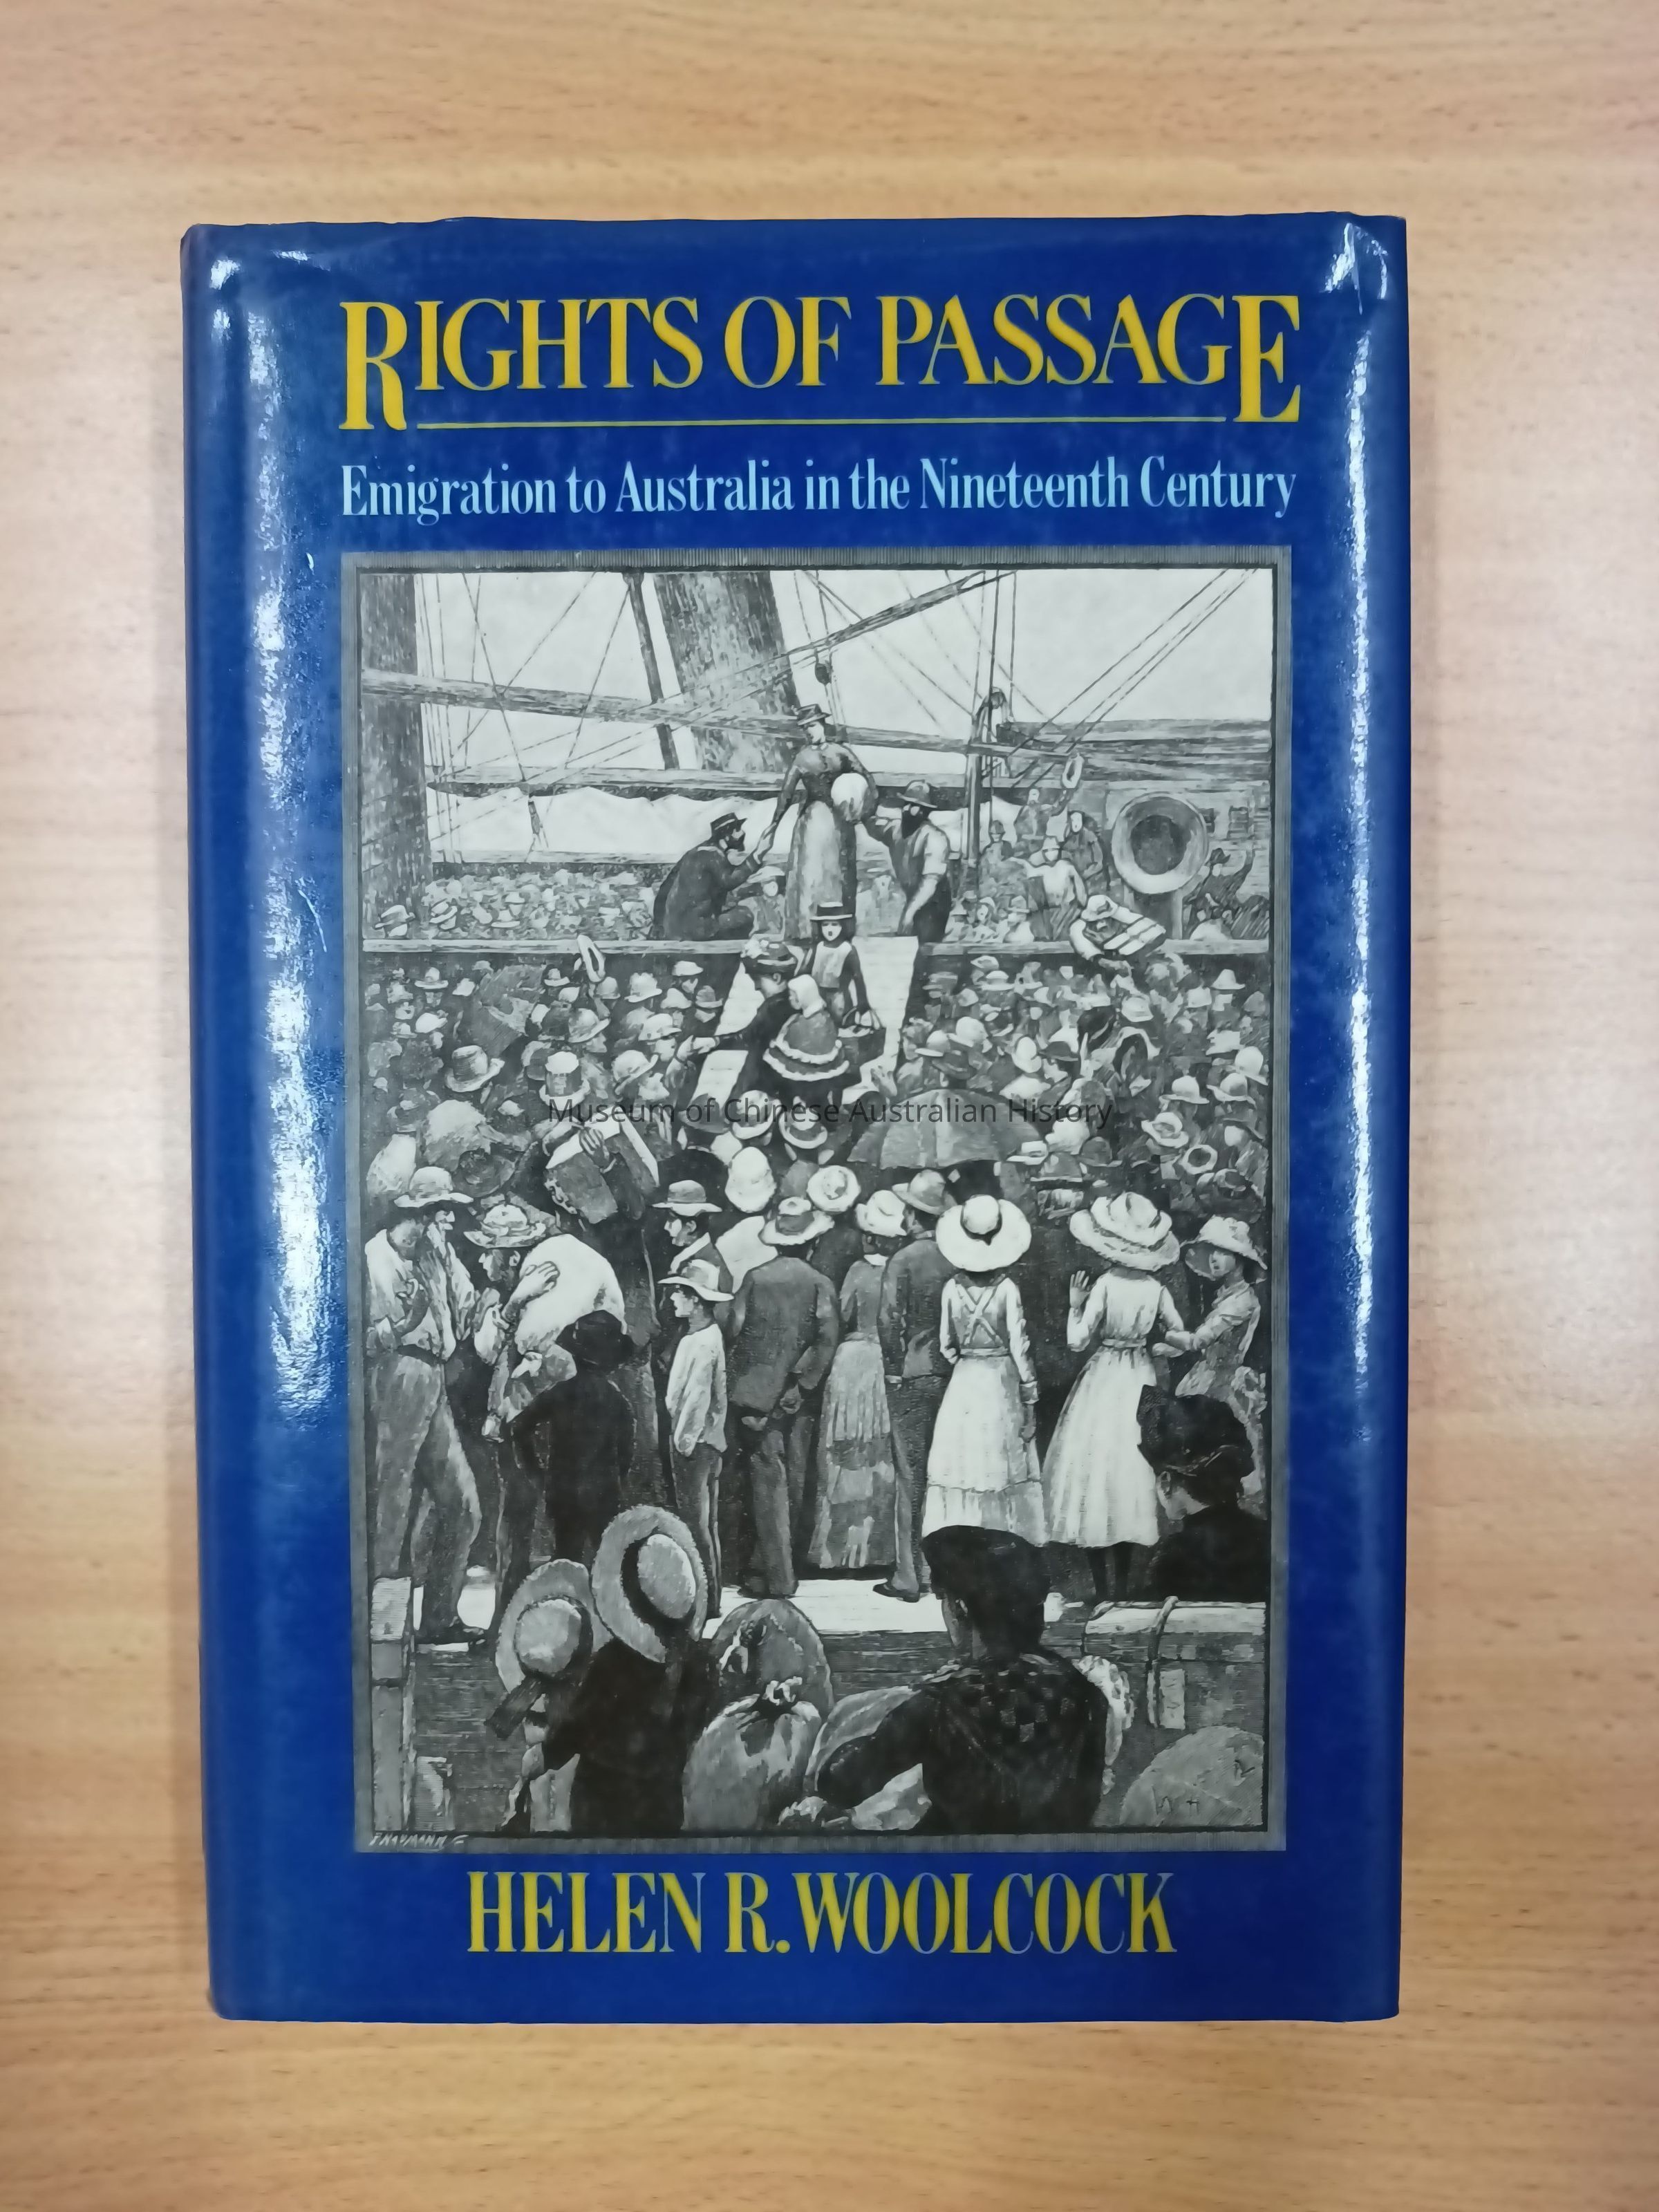 RIGHTS OF PASSAGE
Emigration to Australia in the Nineteenth Century
Museum of Chinese Australian History
HELEN R. WOOLCOCK